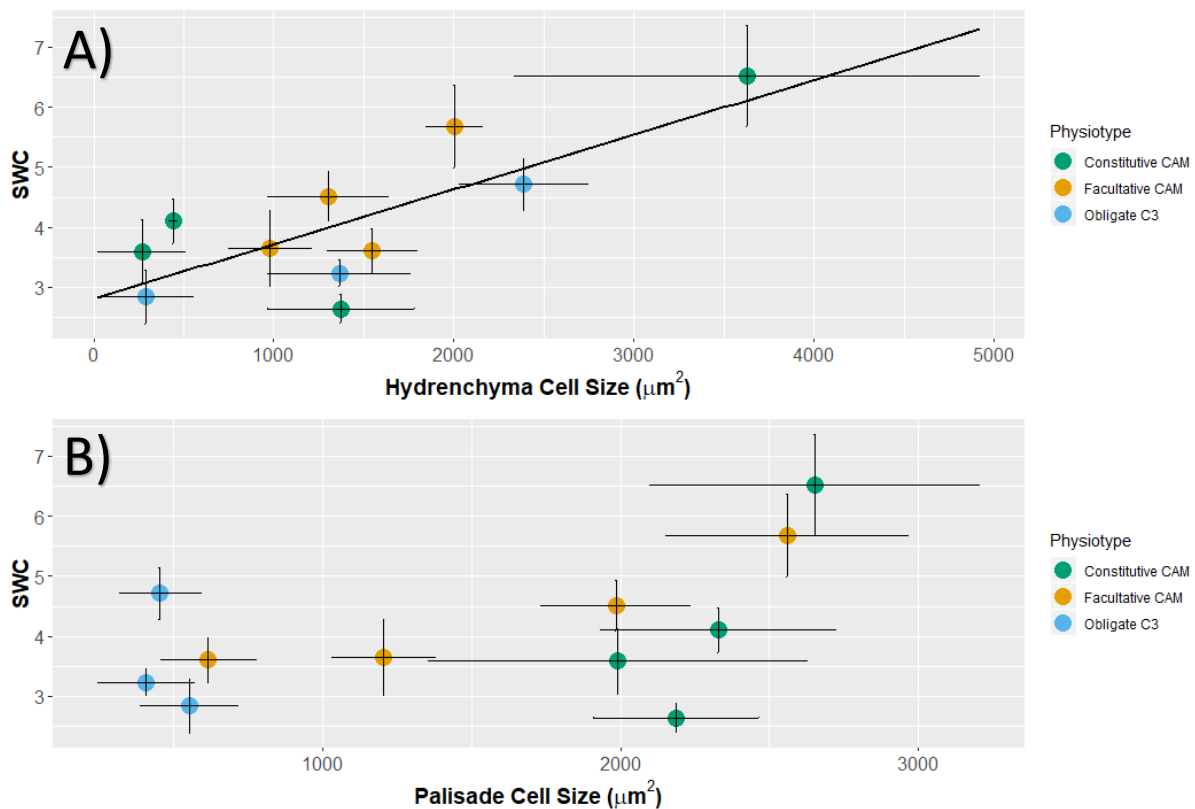 A)
7
6
5
4
3
SWC
0
1000
2000
3000
4000
5000
Hydrenchyma Cell Size (μm²)
Physiotype
Constitutive CAM
Facultative CAM
Obligate C3
B)
7
6
5
4
3
SWC
1000
2000
3000
Palisade Cell Size (μm²)
Physiotype
Constitutive CAM
Facultative CAM
Obligate C3